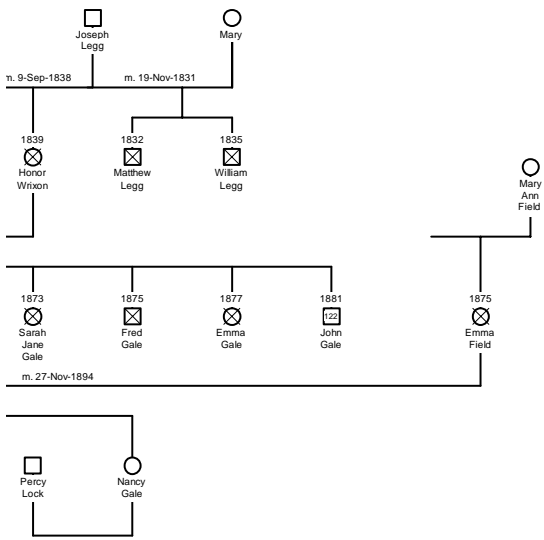 Joseph
Legg
Mary
m. 9-Sep-1838
m. 19-Nov-1831
1839
Honor
Wrixon
1832
Matthew
Legg
1835
William
Legg
Mary
Ann
Field
1873
Sarah
Jane
Gale
1875
Fred
Gale
1877
Emma
Gale
1881
122
John
Gale
1875
Emma
Field
m. 27-Nov-1894
Percy
Lock
Nancy
Gale